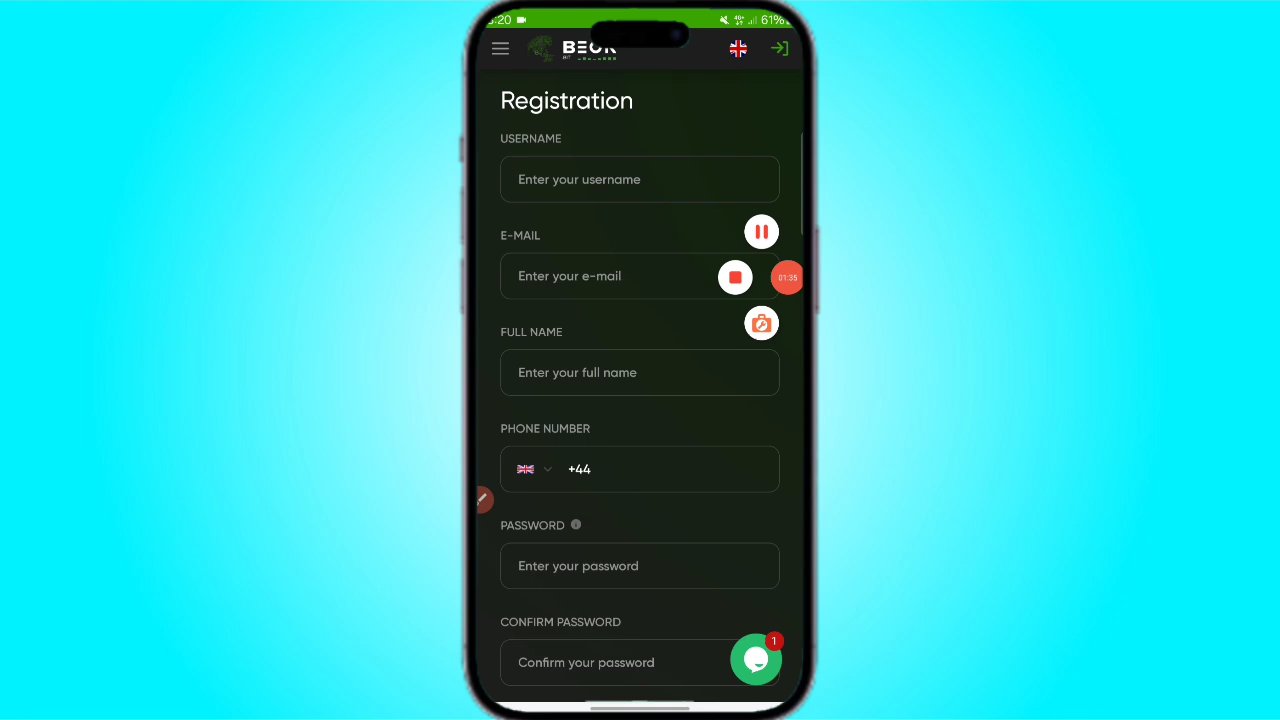 :20
61%
BIT
Registration
USERNAME
Enter your username
E-MAIL
Enter your e-mail
01:35
FULL NAME
Enter your full name
PHONE NUMBER
+44
PASSWORD
Enter your password
CONFIRM PASSWORD
Confirm your password
1